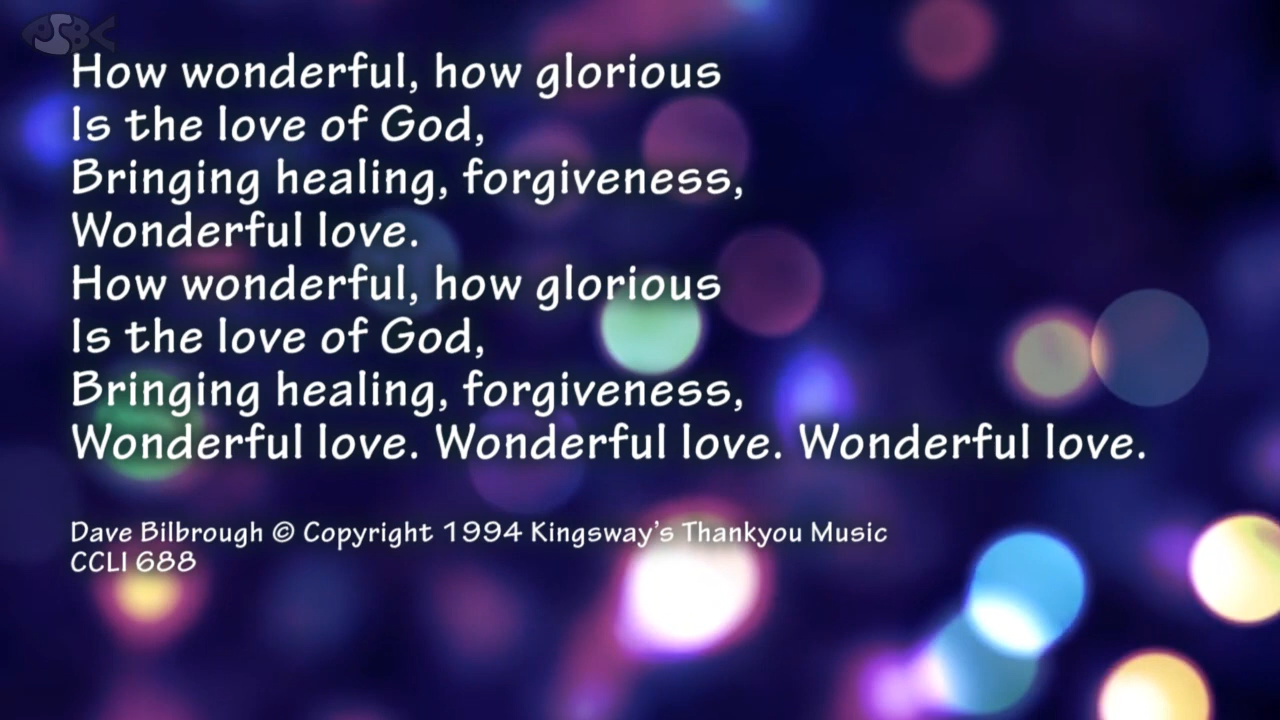 PSBC
How wonderful, how glorious
Is the love of God,
Bringing healing, forgiveness,
Wonderful love.
How wonderful, how glorious
Is the love of God,
Bringing healing, forgiveness,
Wonderful love. Wonderful love. Wonderful love.
Dave Bilbrough © Copyright 1994 Kingsway’s Thankyou Music
CCLI 688